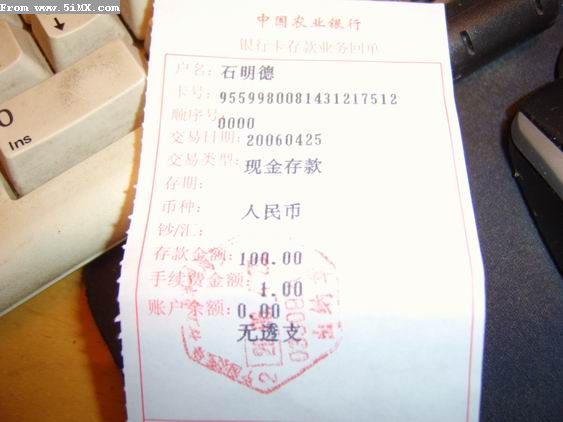 From www.5iMX.com
0
Ins
中国农业银行
银行卡存款业务回单
户名: 石明德
卡号: 9559980081431217512
顺序号: 0000
交易日期: 20060425
交易类型: 现金存款
存期:
币种: 人民币
钞/汇:
存款金额: 100.00
手续费金额: 1.00
账户余额: 0.00
无透支